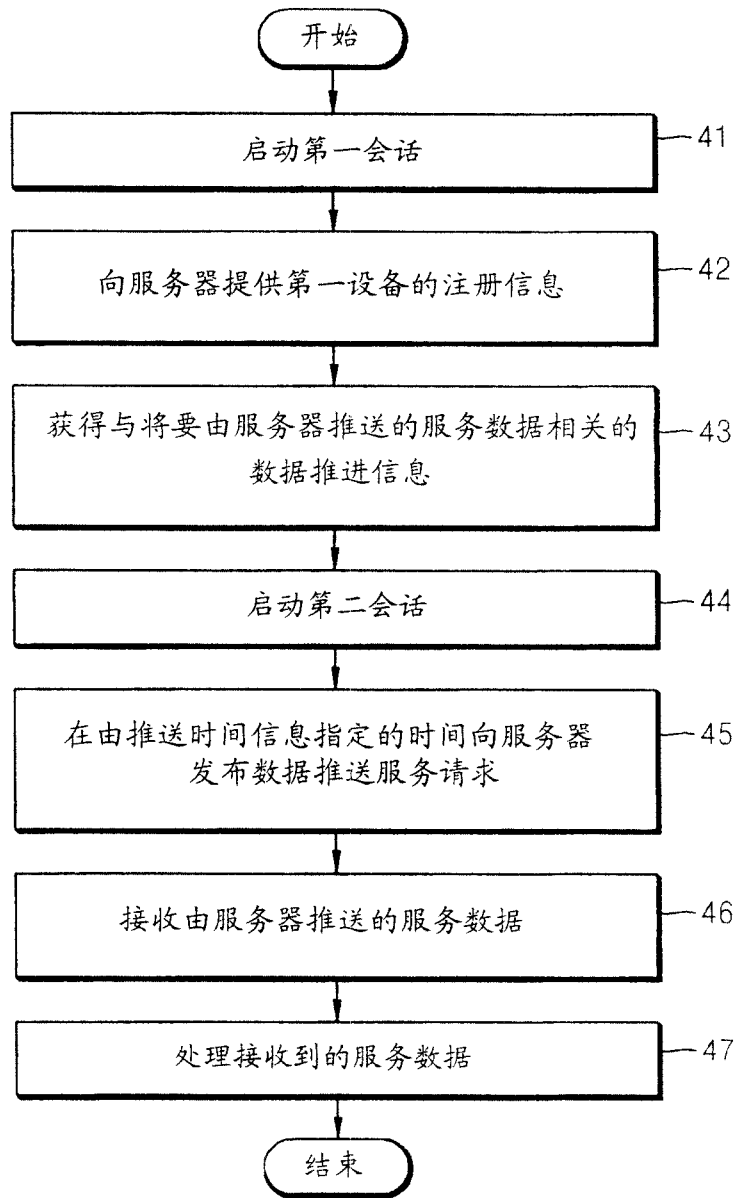 开始
启动第一会话
41
向服务器提供第一设备的注册信息
42
获得与将要由服务器推送的服务数据相关的
数据推进信息
43
启动第二会话
44
在由推送时间信息指定的时间向服务器
发布数据推送服务请求
45
接收由服务器推送的服务数据
46
处理接收到的服务数据
47
结束